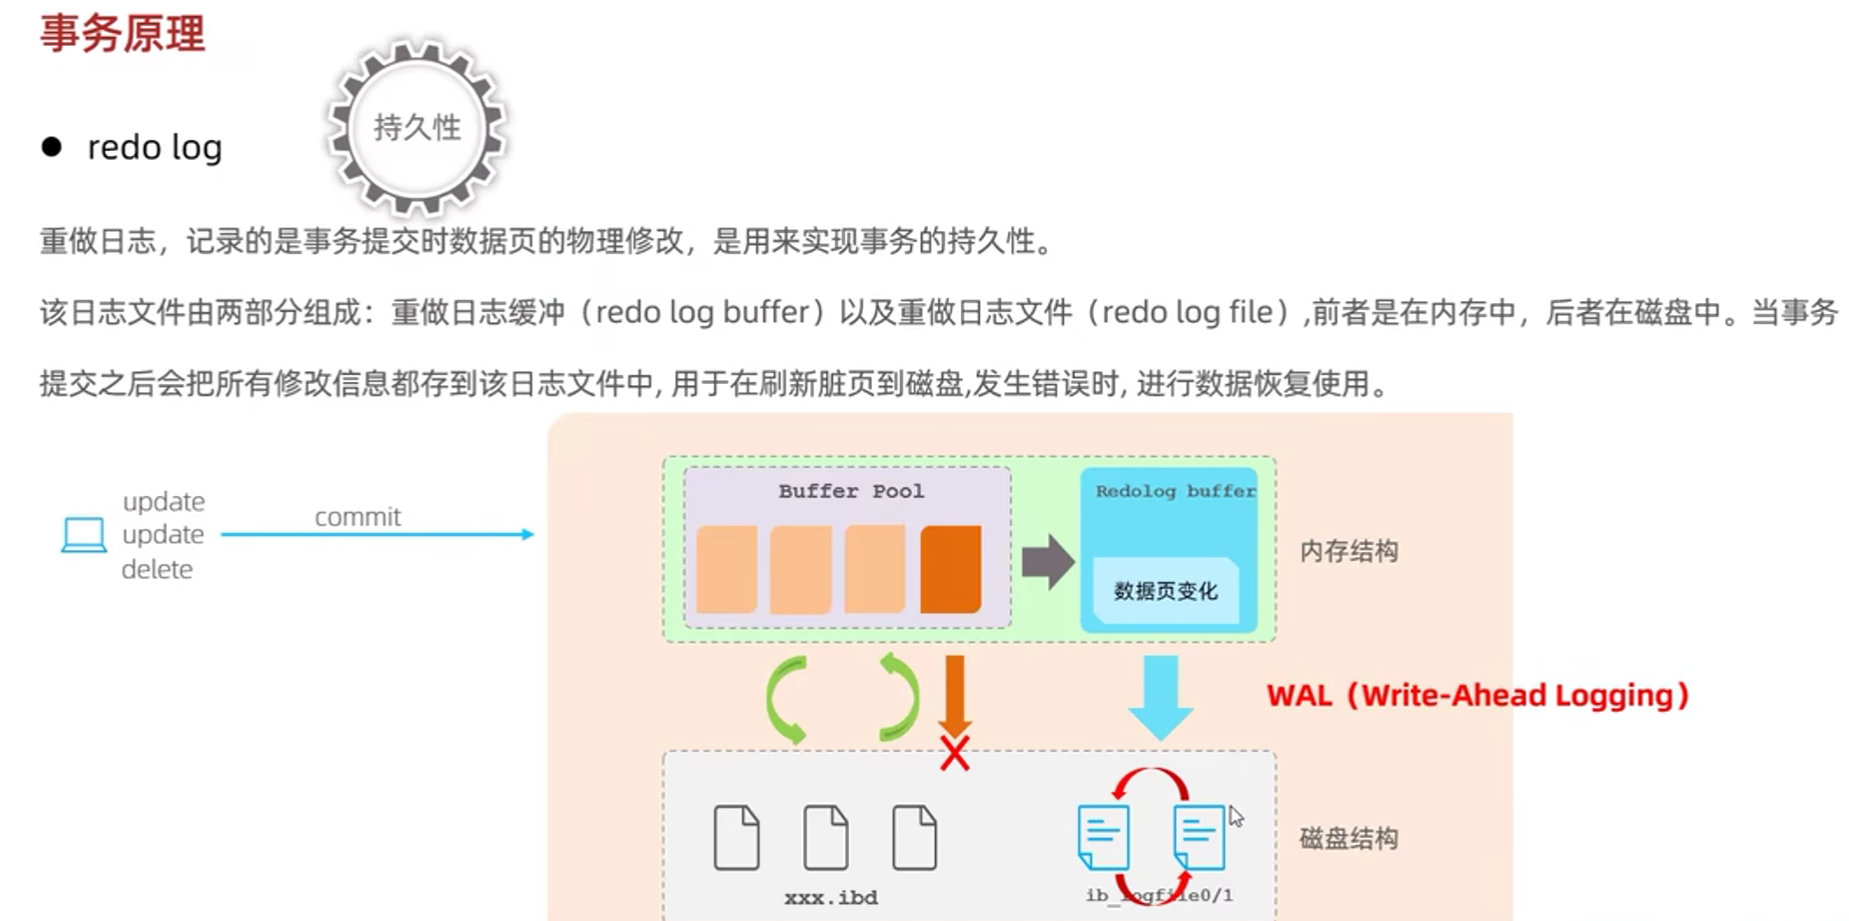 事务原理
持久性
● redo log
重做日志，记录的是事务提交时数据页的物理修改，是用来实现事务的持久性。
该日志文件由两部分组成：重做日志缓冲（redo log buffer）以及重做日志文件（redo log file）,前者是在内存中，后者在磁盘中。当事务
提交之后会把所有修改信息都存到该日志文件中, 用于在刷新脏页到磁盘,发生错误时, 进行数据恢复使用。
update
update
delete
commit
Buffer Pool
Redolog buffer
数据页变化
内存结构
WAL（Write-Ahead Logging）
磁盘结构
xxx.ibd
ib_logfile0/1